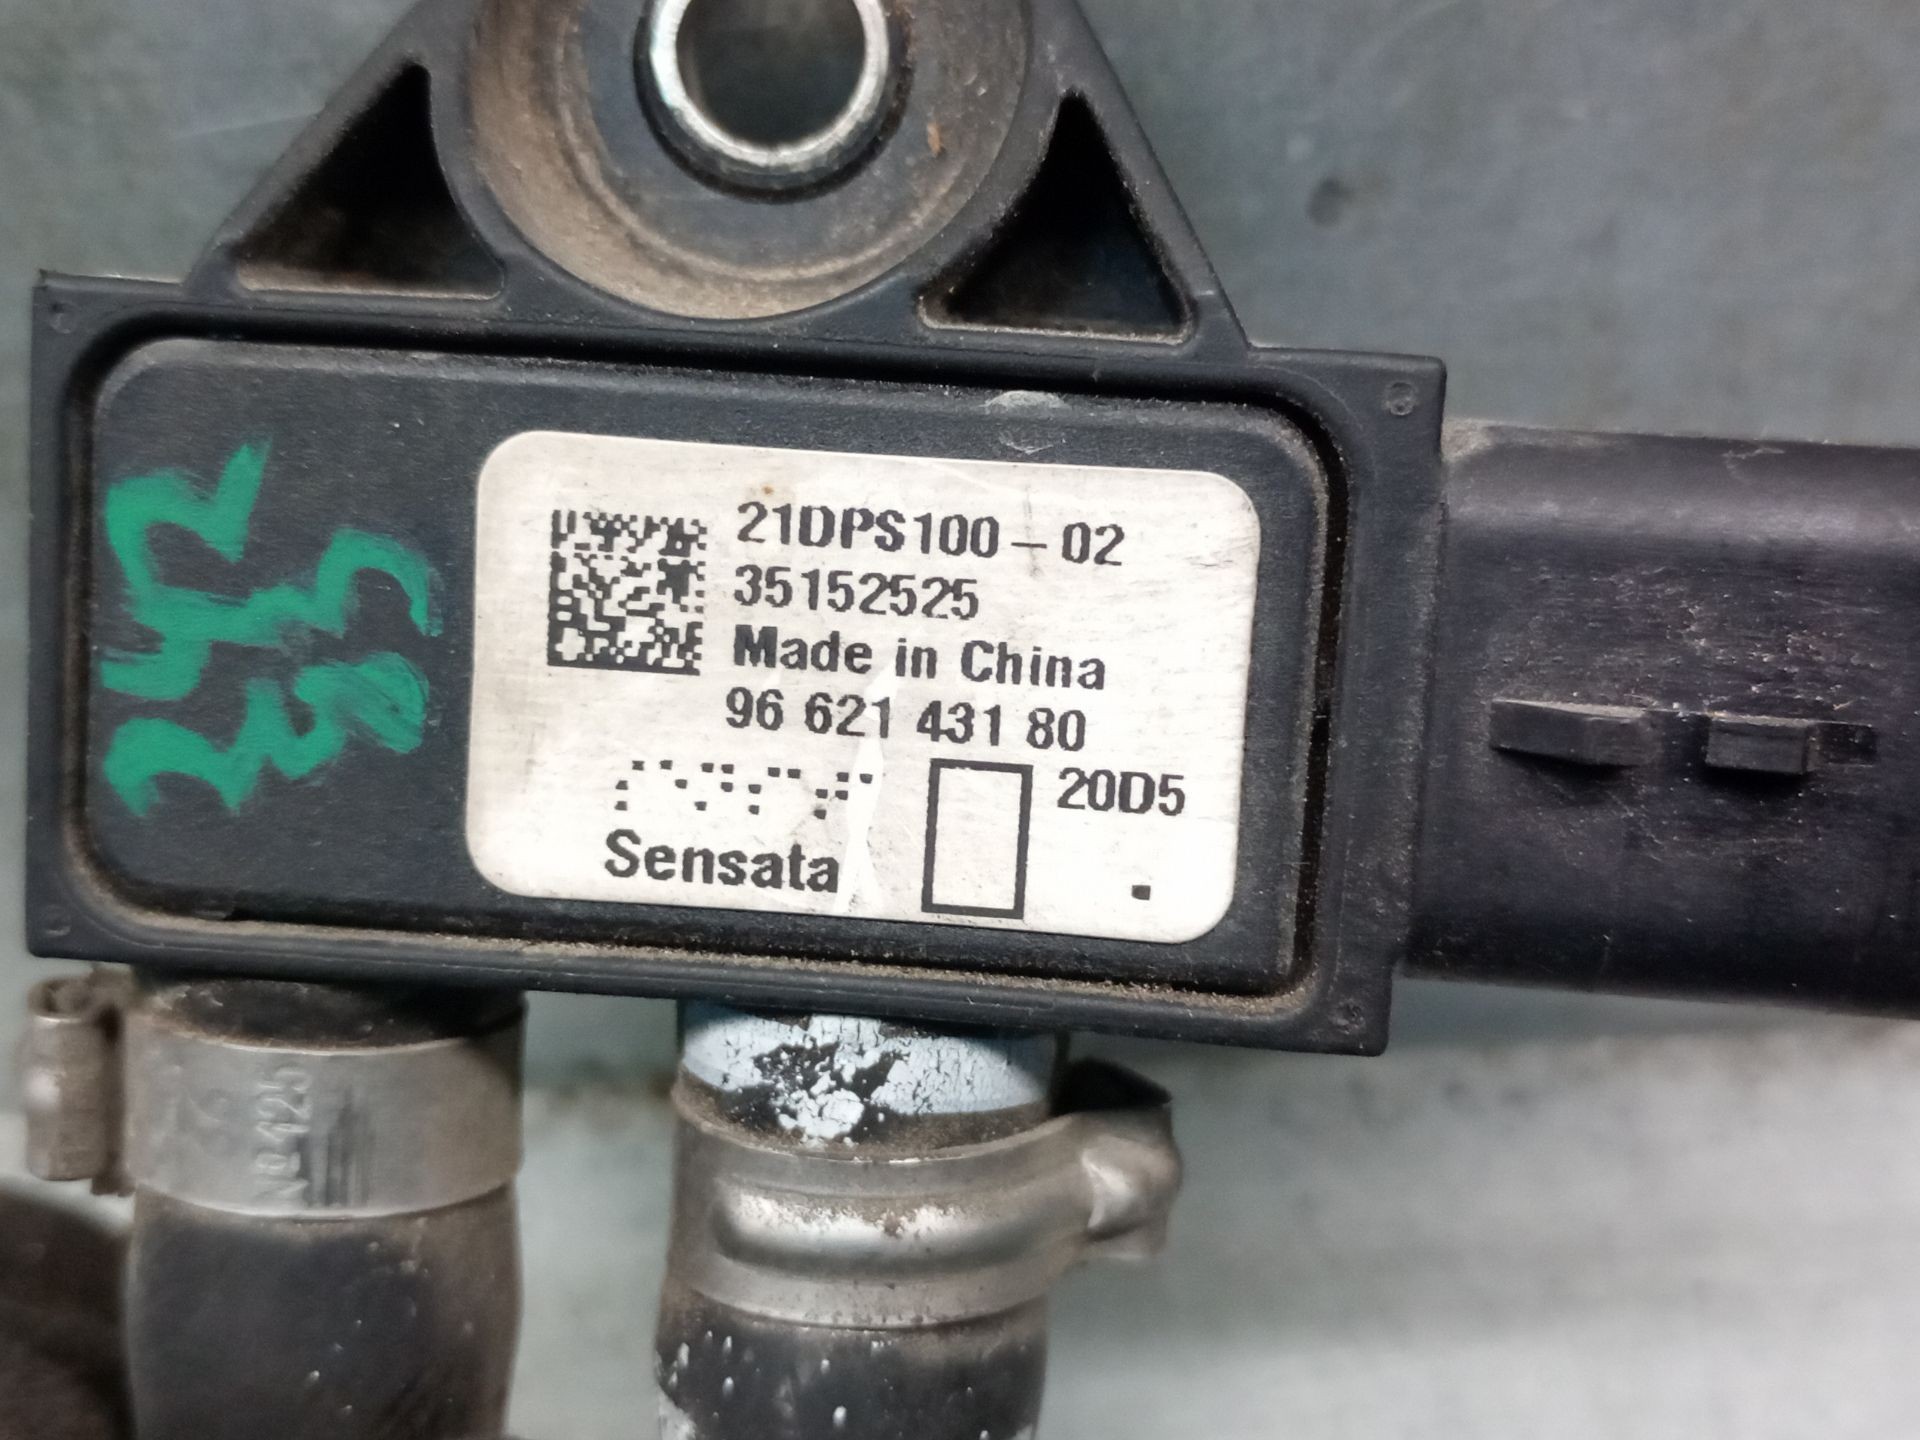 21DPS100-02
35152525
Made in China
96 621 431 80
20D5
Sensata